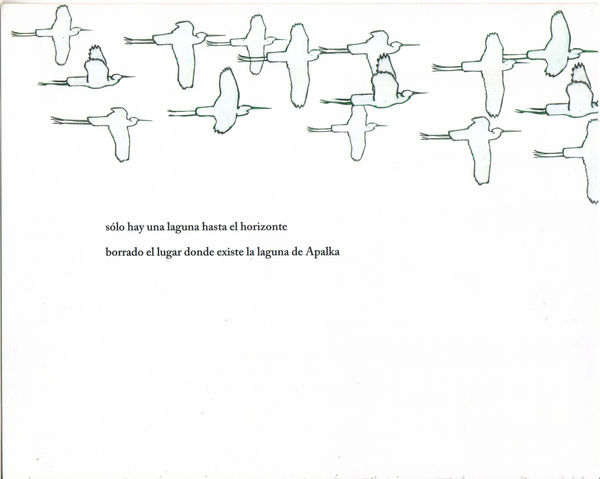 sólo hay una laguna hasta el horizonte
borrado el lugar donde existe la laguna de Apalka